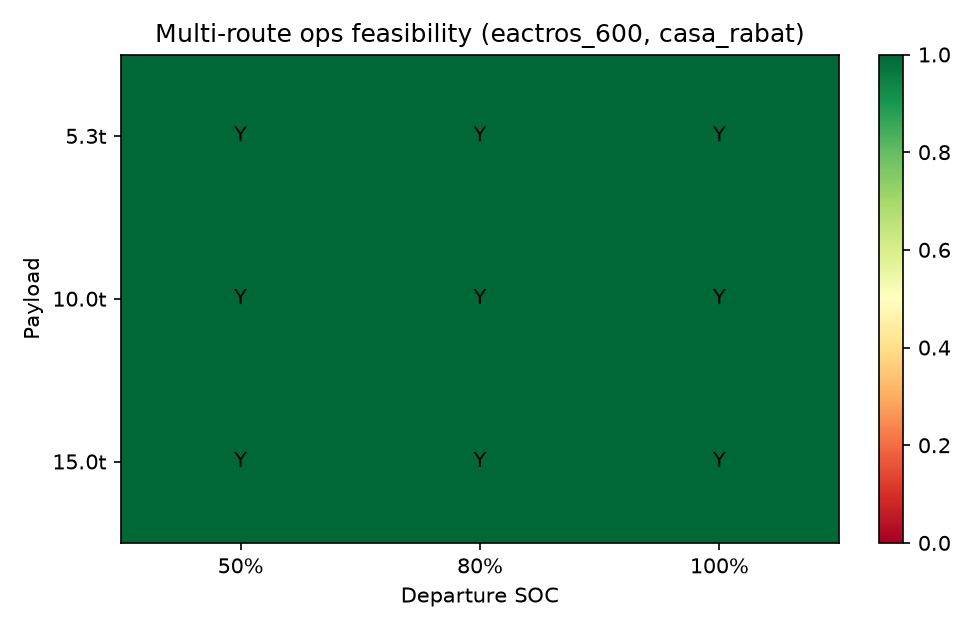 Multi-route ops feasibility (eactros_600, casa_rabat)
1.0
5.3t Y Y Y
0.8
0.6
Payload
10.0t Y Y Y
0.4
0.2
15.0t Y Y Y
0.0
50% 80% 100%
Departure SOC